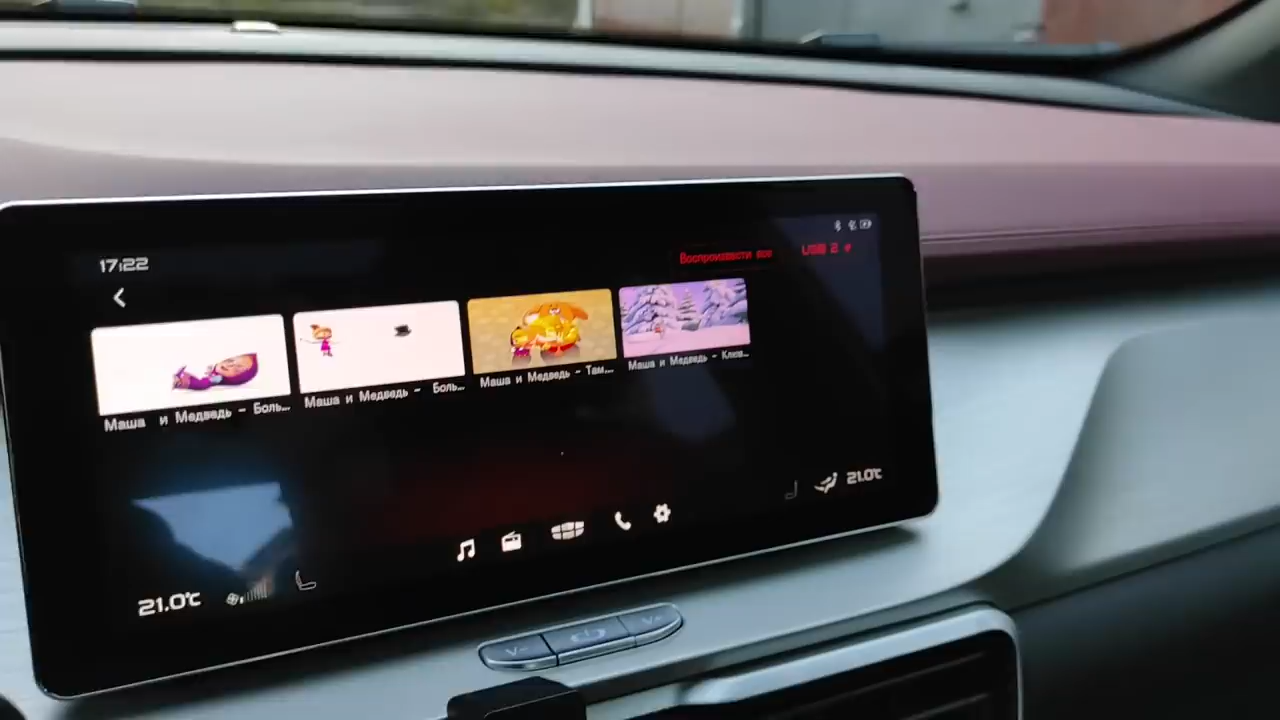 17:22
Воспроизвести все
USB 2
Маша и Медведь - Боль...
Маша и Медведь - Боль...
Маша и Медведь - Там...
Маша и Медведь - Клюв...
21.0℃
21.0℃
V-
V+